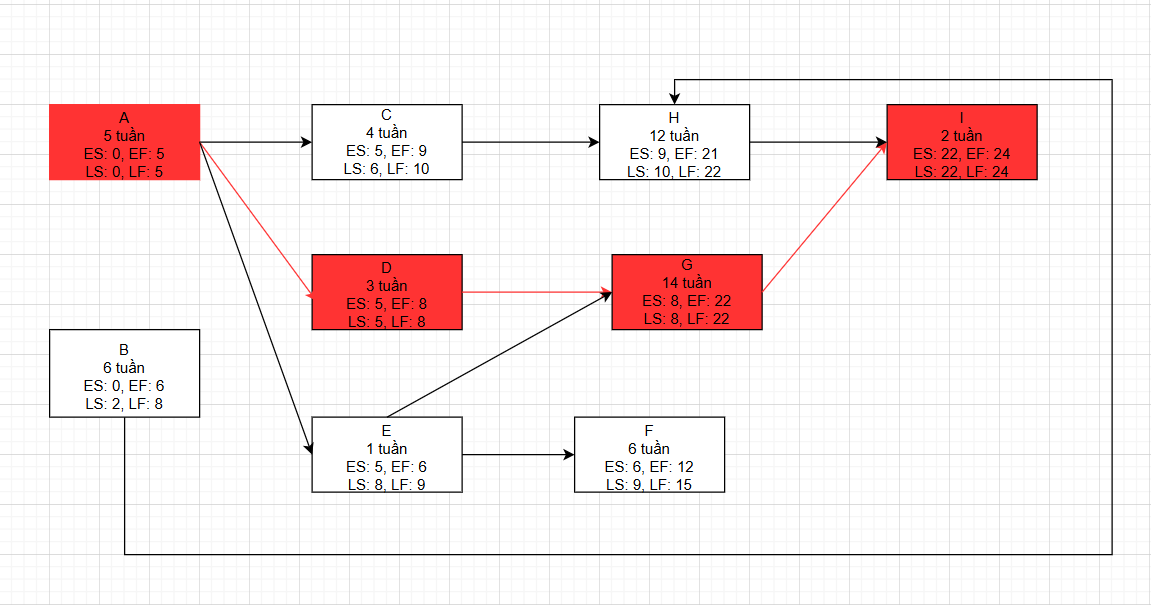 A
5 tuần
ES: 0, EF: 5
LS: 0, LF: 5
C
4 tuần
ES: 5, EF: 9
LS: 6, LF: 10
H
12 tuần
ES: 9, EF: 21
LS: 10, LF: 22
I
2 tuần
ES: 22, EF: 24
LS: 22, LF: 24
D
3 tuần
ES: 5, EF: 8
LS: 5, LF: 8
G
14 tuần
ES: 8, EF: 22
LS: 8, LF: 22
B
6 tuần
ES: 0, EF: 6
LS: 2, LF: 8
E
1 tuần
ES: 5, EF: 6
LS: 8, LF: 9
F
6 tuần
ES: 6, EF: 12
LS: 9, LF: 15